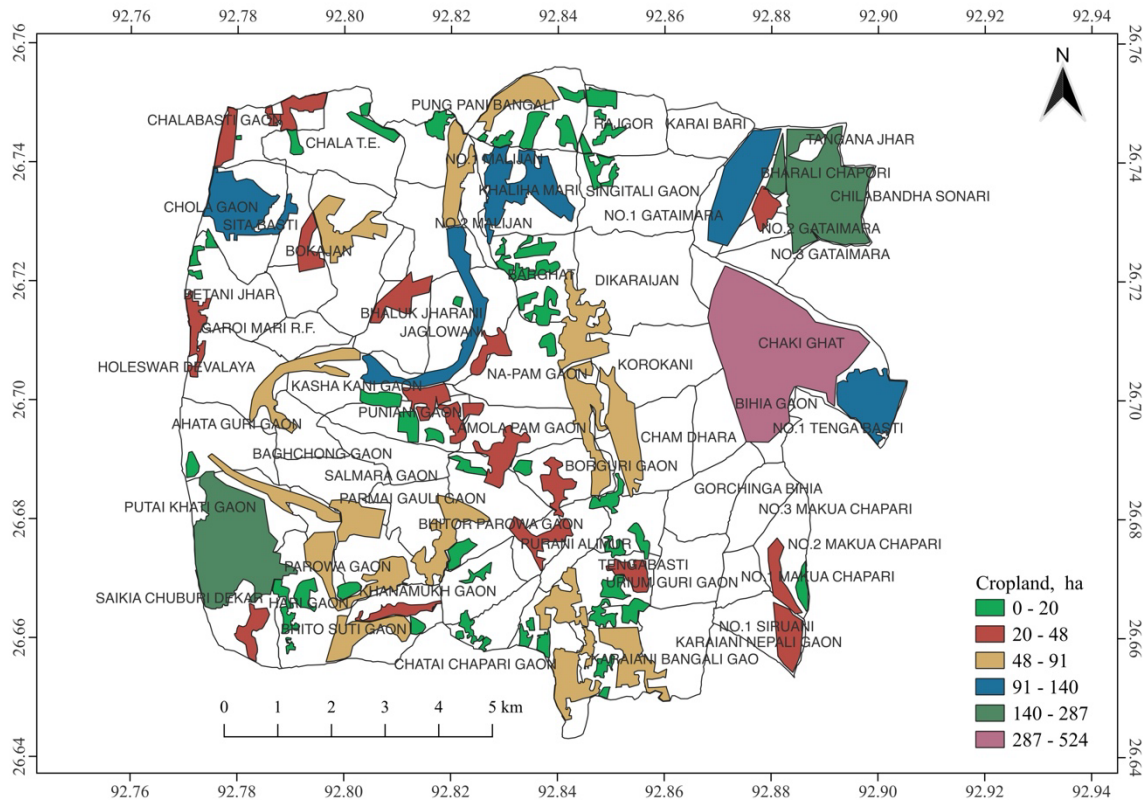 92.76 92.78 92.80 92.82 92.84 92.86 92.88 92.90 92.92 92.94
26.76
26.76
N
PUNG PANI BANGALI
CHALABASTI GAON
RAJGOR
KARAI BARI
CHALA T.E.
TANGANA JHAR
26.74
26.74
NO.1 MALIJAN
BHARALI CHAPORI
KHALIHA MARI
SINGITALI GAON
CHILABANDHA SONARI
CHOLA GAON
NO.1 GATAIMARA
SITA BASTI
NO.2 MALIJAN
NO.2 GATAIMARA
BOKAJAN
NO.3 GATAIMARA
26.72
26.72
BARGHAT
DIKARAIJAN
BETANI JHAR
BHALUK JHARANI
GAROI MARI R.F.
JAGLOWANI
CHAKI GHAT
HOLESWAR DEVALAYA
NA-PAM GAON
KOROKANI
26.70
26.70
KASHA KANI GAON
BIHIA GAON
PUNIANI GAON
AHATA GURI GAON
AMOLA PAM GAON
NO.1 TENGA BASTI
CHAM DHARA
BAGHCHONG GAON
BORGURI GAON
SALMARA GAON
GORCHINGA BIHIA
PARMAI GAULI GAON
PUTAI KHATI GAON
NO.3 MAKUA CHAPARI
26.68
26.68
BHITOR PAROWA GAON
PURANI ALIMUR
NO.2 MAKUA CHAPARI
PAROWA GAON
TENGABASTI
NO.1 MAKUA CHAPARI
URIUM GURI GAON
KHANAMUKH GAON
SAIKIA CHUBURI DEKAR
HARI GAON
NO.1 SIRUANI
BHITO SUTI GAON
KARAIANI NEPALI GAON
26.66
26.66
CHATAI CHAPARI GAON
KARAIANI BANGALI GAO
Cropland, ha
0 - 20
20 - 48
48 - 91
91 - 140
140 - 287
287 - 524
0 1 2 3 4 5 km
26.64
26.64
92.76 92.78 92.80 92.82 92.84 92.86 92.88 92.90 92.92 92.94